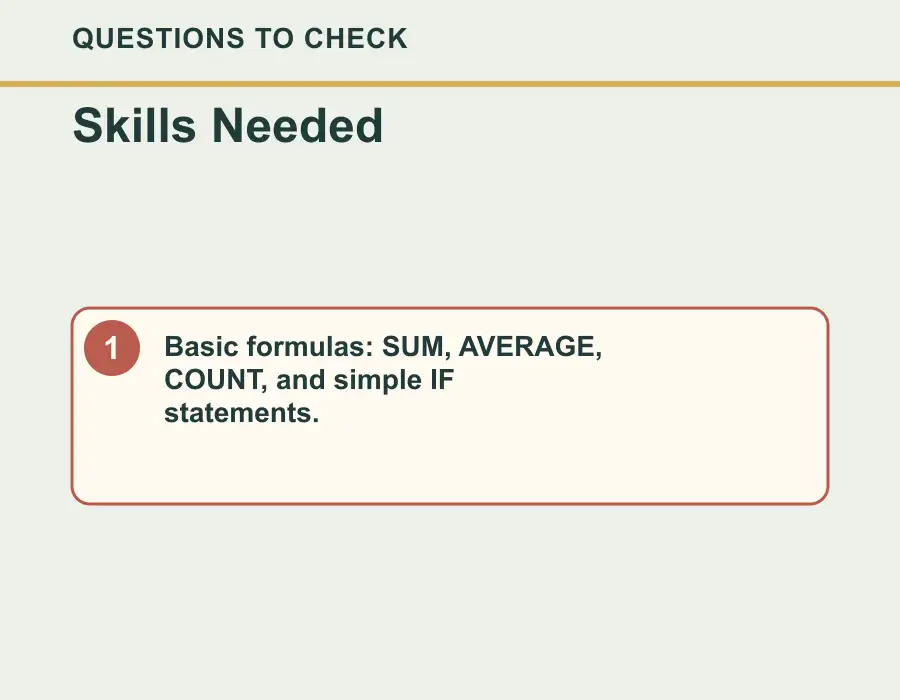 QUESTIONS TO CHECK
Skills Needed
1
Basic formulas: SUM, AVERAGE,
COUNT, and simple IF
statements.